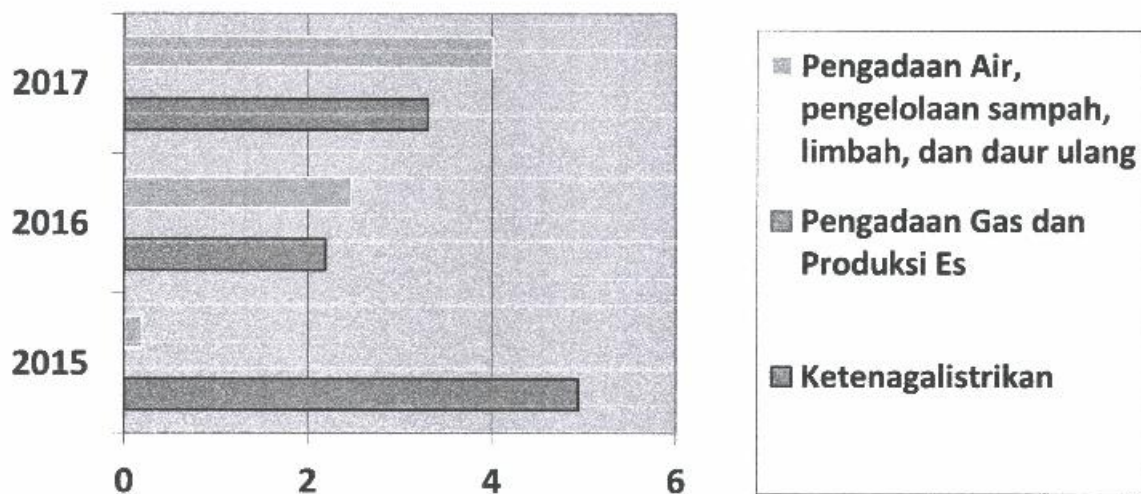 2017
2016
2015
0 2 4 6
Pengadaan Air,
pengelolaan sampah,
limbah, dan daur ulang
Pengadaan Gas dan
Produksi Es
Ketenagalistrikan